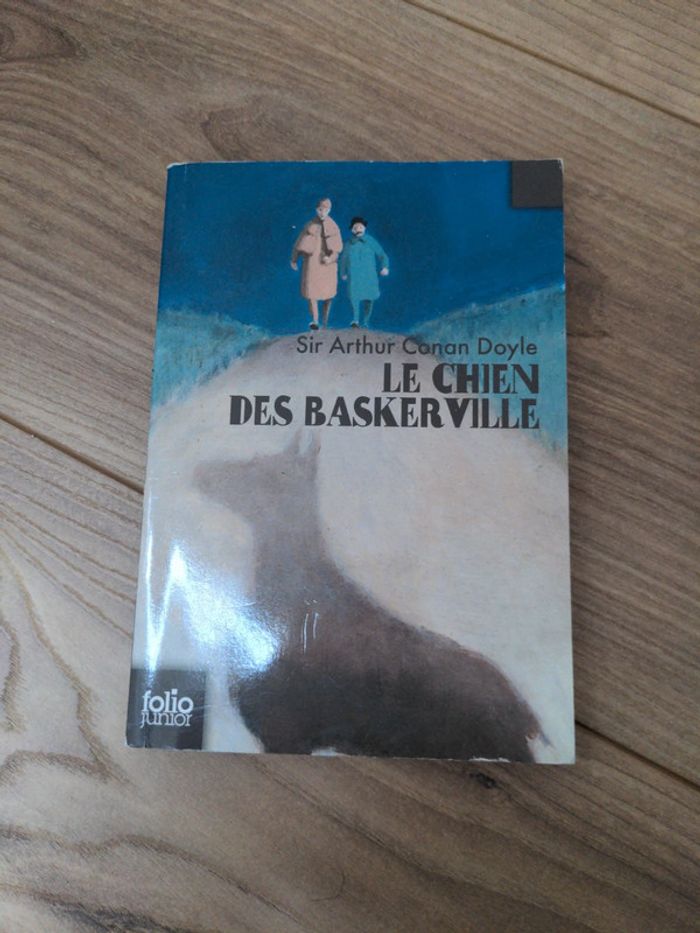 Sir Arthur Conan Doyle
LE CHIEN
DES BASKERVILLE
folio
junior